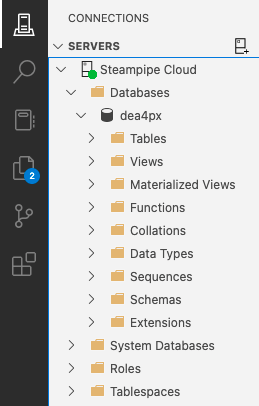 CONNECTIONS
SERVERS
Steampipe Cloud
Databases
dea4px
Tables
Views
Materialized Views
Functions
2
Collations
Data Types
Sequences
Schemas
Extensions
System Databases
Roles
Tablespaces